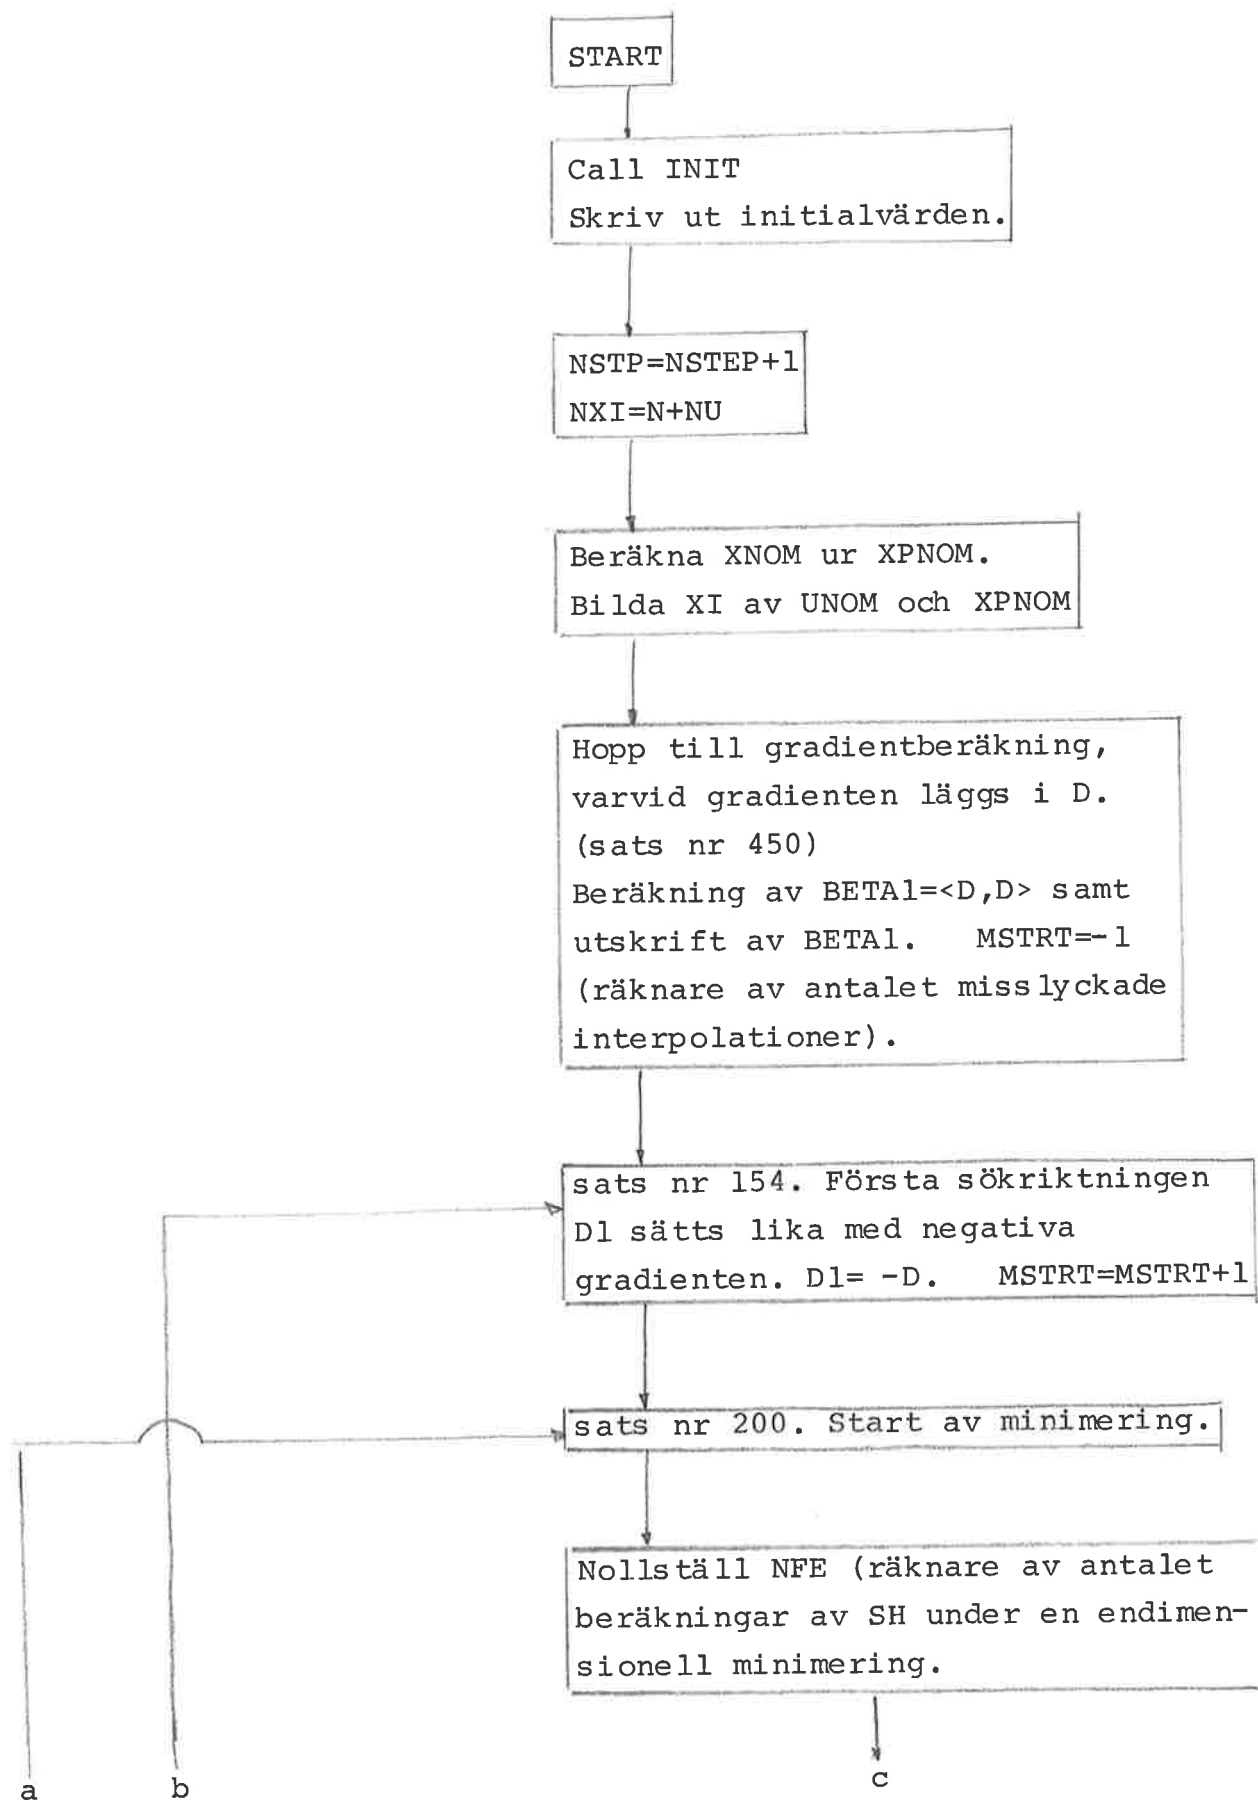 START
Call INIT
Skriv ut initialvärden.
NSTP=NSTEP+1
NXI=N+NU
Beräkna XNOM ur XPNOM.
Bilda XI av UNOM och XPNOM
Hopp till gradientberäkning,
varvid gradienten läggs i D.
(sats nr 450)
Beräkning av BETA1=<D,D> samt
utskrift av BETA1. MSTRT=-1
(räknare av antalet misslyckade
interpolationer).
sats nr 154. Första sökriktningen
D1 sätts lika med negativa
gradienten. D1= -D. MSTRT=MSTRT+1
sats nr 200. Start av minimering.
Nollställ NFE (räknare av antalet
beräkningar av SH under en endimen-
sionell minimering.
a b c